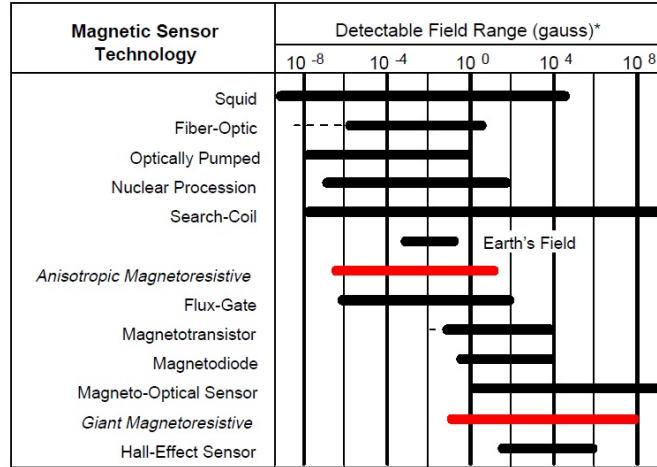 Magnetic Sensor
Technology
Detectable Field Range (gauss)*
10 -8 10 -4 10 0 10 4 10 8
Squid
Fiber-Optic
Optically Pumped
Nuclear Procession
Search-Coil
Earth's Field
Anisotropic Magnetoresistive
Flux-Gate
Magnetotransistor
Magnetodiode
Magneto-Optical Sensor
Giant Magnetoresistive
Hall-Effect Sensor